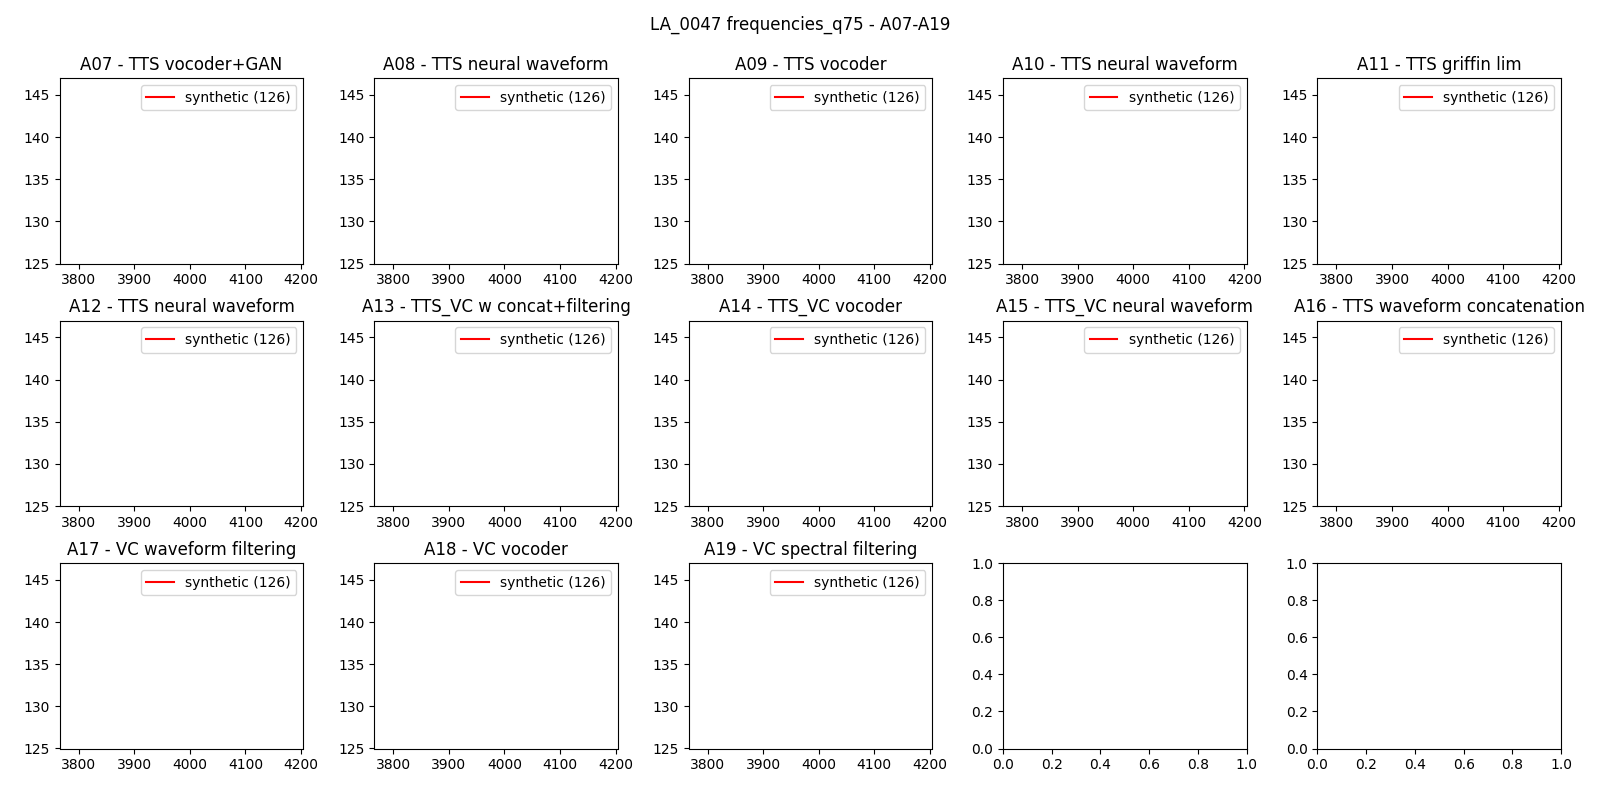 LA_0047 frequencies_q75 - A07-A19
A07 - TTS vocoder+GAN
A08 - TTS neural waveform
A09 - TTS vocoder
A10 - TTS neural waveform
A11 - TTS griffin lim
synthetic (126)
synthetic (126)
synthetic (126)
synthetic (126)
synthetic (126)
145 145 145 145 145
140 140 140 140 140
135 135 135 135 135
130 130 130 130 130
125 125 125 125 125
3800 3900 4000 4100 4200
3800 3900 4000 4100 4200
3800 3900 4000 4100 4200
3800 3900 4000 4100 4200
3800 3900 4000 4100 4200
A12 - TTS neural waveform
A13 - TTS_VC w concat+filtering
A14 - TTS_VC vocoder
A15 - TTS_VC neural waveform
A16 - TTS waveform concatenation
synthetic (126)
synthetic (126)
synthetic (126)
synthetic (126)
synthetic (126)
145 145 145 145 145
140 140 140 140 140
135 135 135 135 135
130 130 130 130 130
125 125 125 125 125
3800 3900 4000 4100 4200
3800 3900 4000 4100 4200
3800 3900 4000 4100 4200
3800 3900 4000 4100 4200
3800 3900 4000 4100 4200
A17 - VC waveform filtering
A18 - VC vocoder
A19 - VC spectral filtering
synthetic (126)
synthetic (126)
synthetic (126)
145 145 145 1.0 1.0
140 140 140 0.8 0.8
135 135 135 0.6 0.6
130 130 130 0.4 0.4
125 125 125 0.2 0.2
0.0 0.0
3800 3900 4000 4100 4200
3800 3900 4000 4100 4200
3800 3900 4000 4100 4200
0.0 0.2 0.4 0.6 0.8 1.0
0.0 0.2 0.4 0.6 0.8 1.0